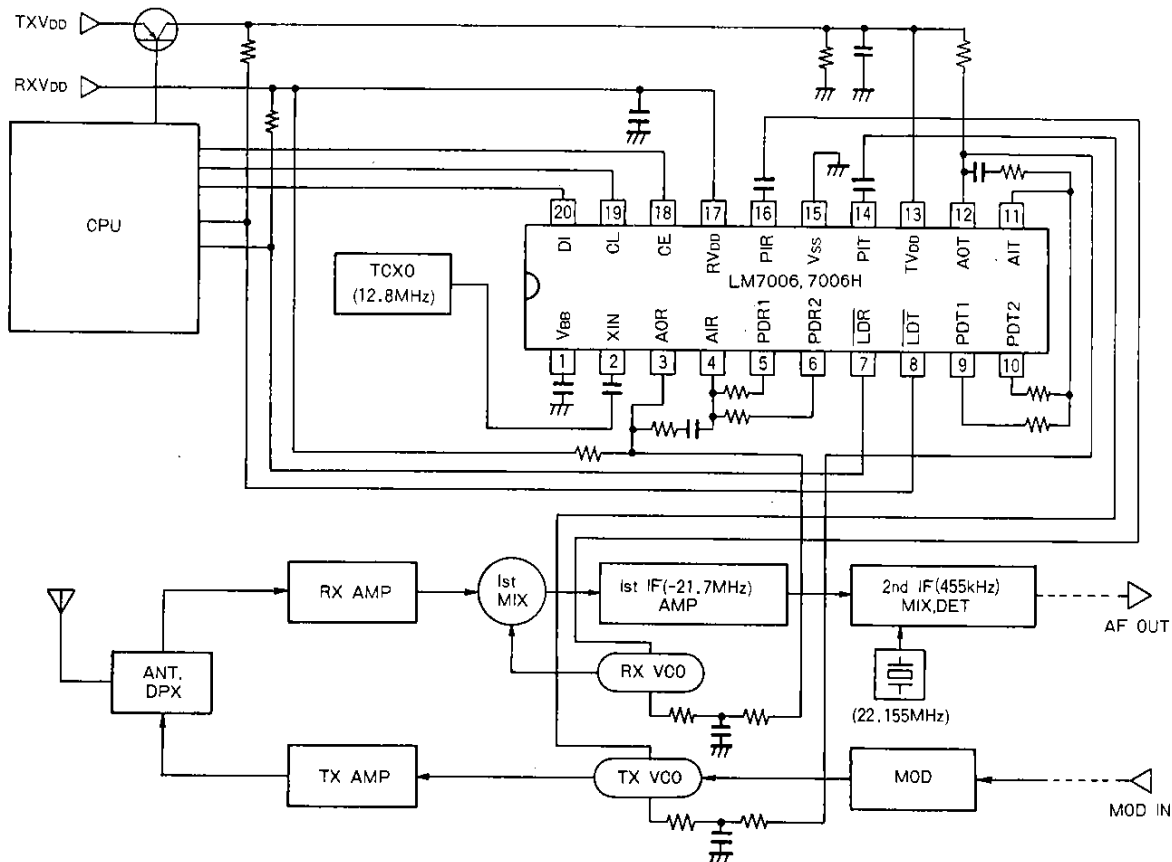 TXVDD
RXVDD
CPU
TCXO
(12.8MHz)
20 19 18 17 16 15 14 13 12 11
DI CL CE RVDD PIR VSS PIT TVDD AOT AIT
LM7006, 7006H
VBB XIN AOR AIR PDR1 PDR2 LDR LDT PDT1 PDT2
1 2 3 4 5 6 7 8 9 10
RX AMP
Ist
MIX
ist IF(-21.7MHz)
AMP
2nd IF(455kHz)
MIX,DET
AF OUT
ANT.
DPX
RX VCO
(22.155MHz)
TX AMP
TX VCO
MOD
MOD IN